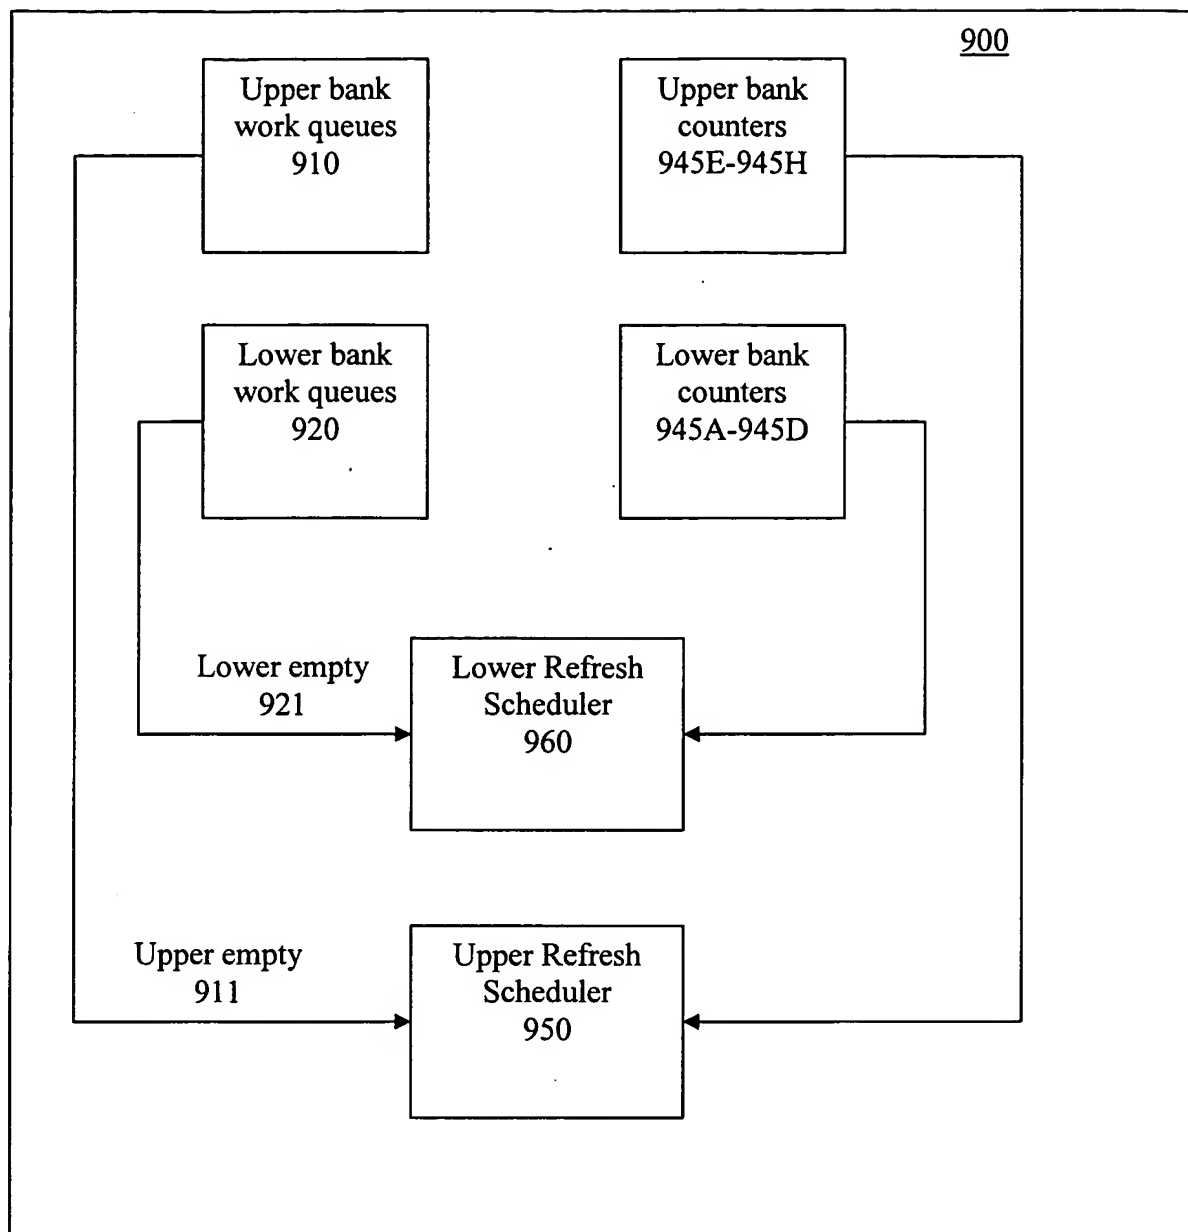 900
Upper bank
work queues
910
Upper bank
counters
945E-945H
Lower bank
work queues
920
Lower bank
counters
945A-945D
Lower empty
921
Lower Refresh
Scheduler
960
Upper empty
911
Upper Refresh
Scheduler
950